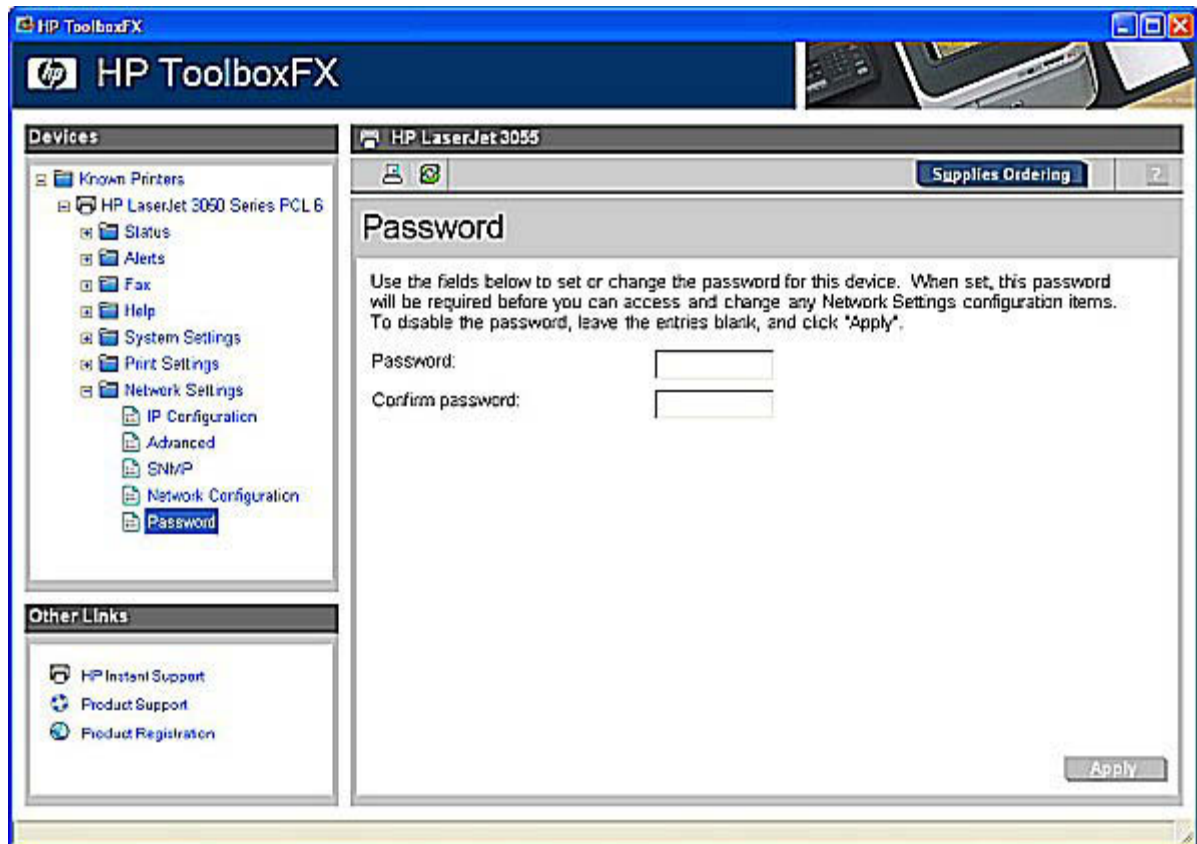 HP ToolboxFX
hp HP ToolboxFX
Devices
Known Printers
HP LaserJet 3050 Series PCL 6
Status
Alerts
Fax
Help
System Settings
Print Settings
Network Settings
IP Configuration
Advanced
SNMP
Network Configuration
Password
Other Links
HP Instant Support
Product Support
Product Registration
HP LaserJet 3055
Supplies Ordering ?
Password
Use the fields below to set or change the password for this device. When set, this password
will be required before you can access and change any Network Settings configuration items.
To disable the password, leave the entries blank, and click "Apply".
Password:
Confirm password:
Apply